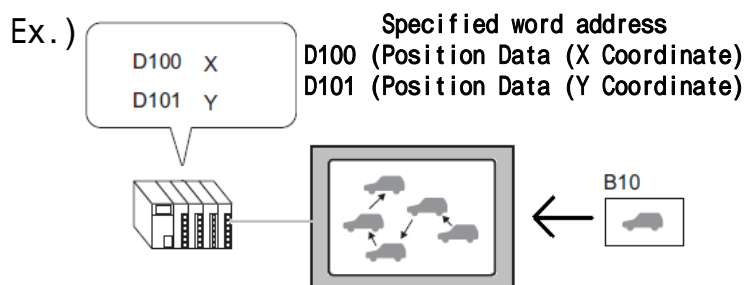 Ex.)
Specified word address
D100 X
D100 (Position Data (X Coordinate)
D101 Y
D101 (Position Data (Y Coordinate)
B10